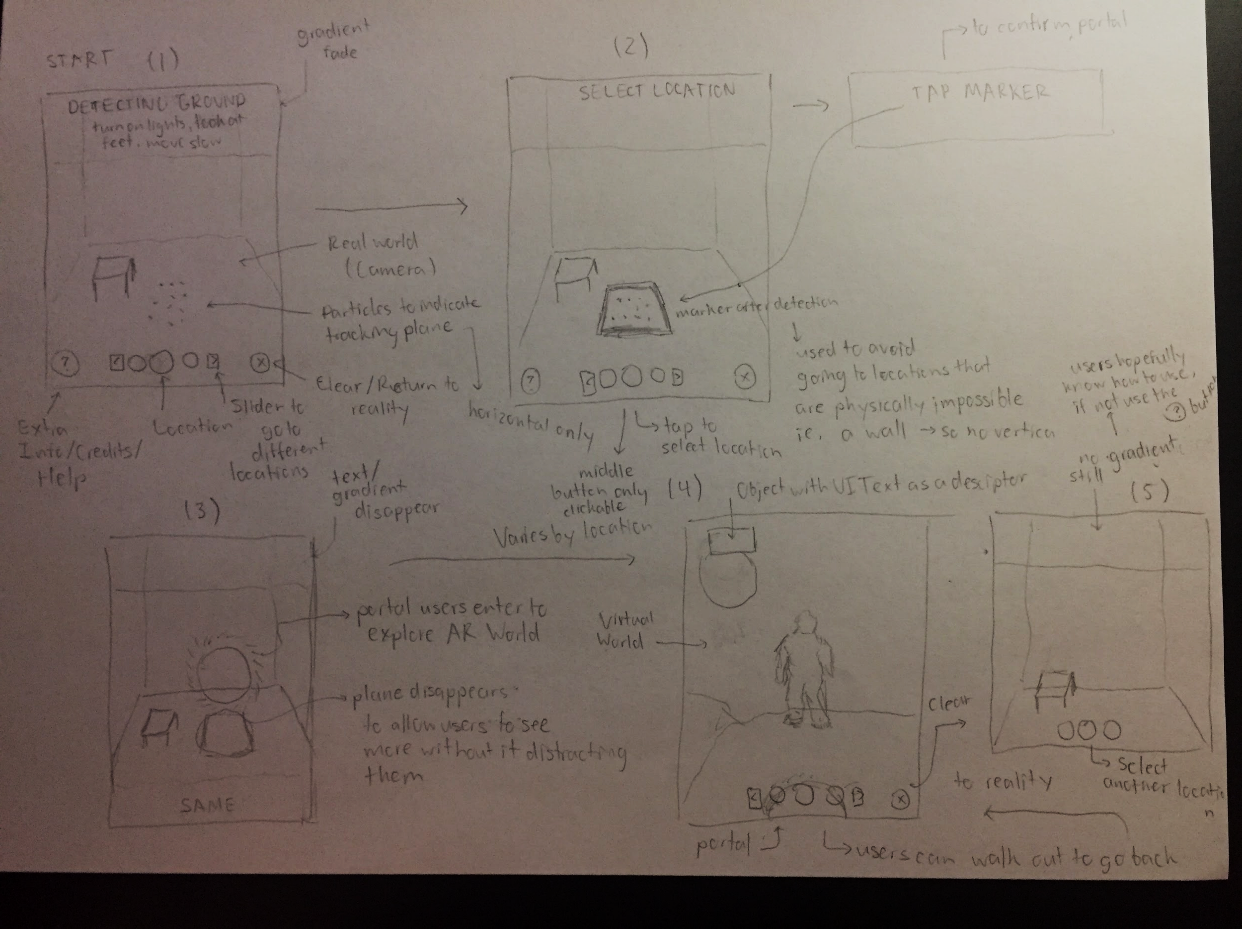 START (1)
gradient
fade
DETECTING GROUND
turn on lights, look at
feet. move slow
Real world
(Camera)
Particles to indicate
tracking plane
horizontal only
?
x
Clear/Return to
reality
Extra
Info/Credits/
Help
Location
Slider to
go to
different
locations
(2)
SELECT LOCATION
TAP MARKER
to confirm, portal
marker after detection
used to avoid
going to locations that
are physically impossible
ie. a wall → so no vertica
?
x
tap to
select location
middle
button only
clickable
(3)
text/
gradient
disappear
portal users enter to
explore AR World
plane disappears
to allow users to see
more without it distracting
them
SAME
Varies by location
(4)
Object with UI Text as a descriptor
Virtual
World
x
portal
users can walk out to go back
Clear
to reality
(5)
no gradient
still
users hopefully
know how to use,
if not use the
? button
select
another locatio
n